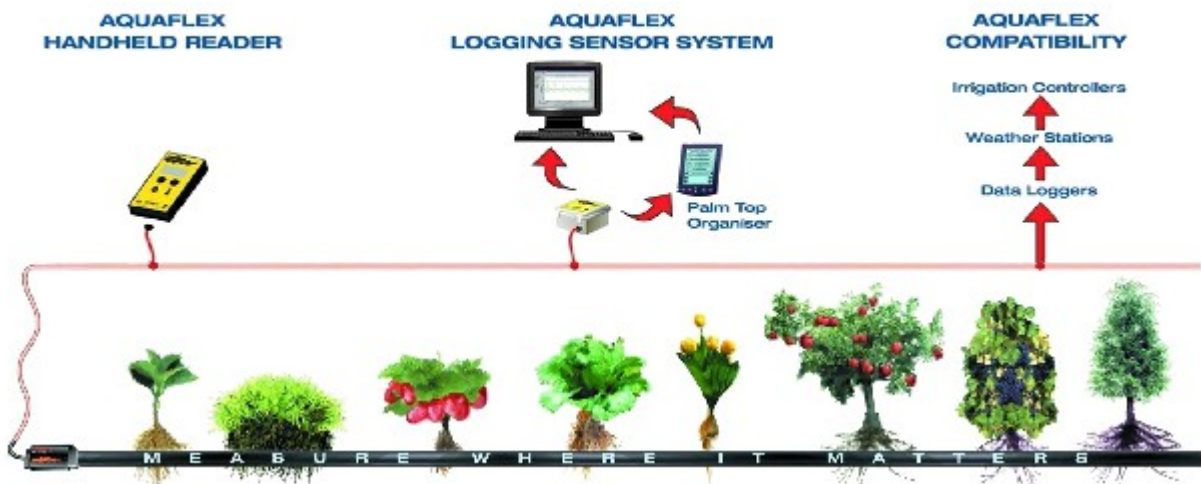 AQUAFLEX
HANDHELD READER
AQUAFLEX
LOGGING SENSOR SYSTEM
AQUAFLEX
COMPATIBILITY
Irrigation Controllers
Weather Stations
Data Loggers
Palm Top
Organiser
MEASURE WHERE IT MATTERS